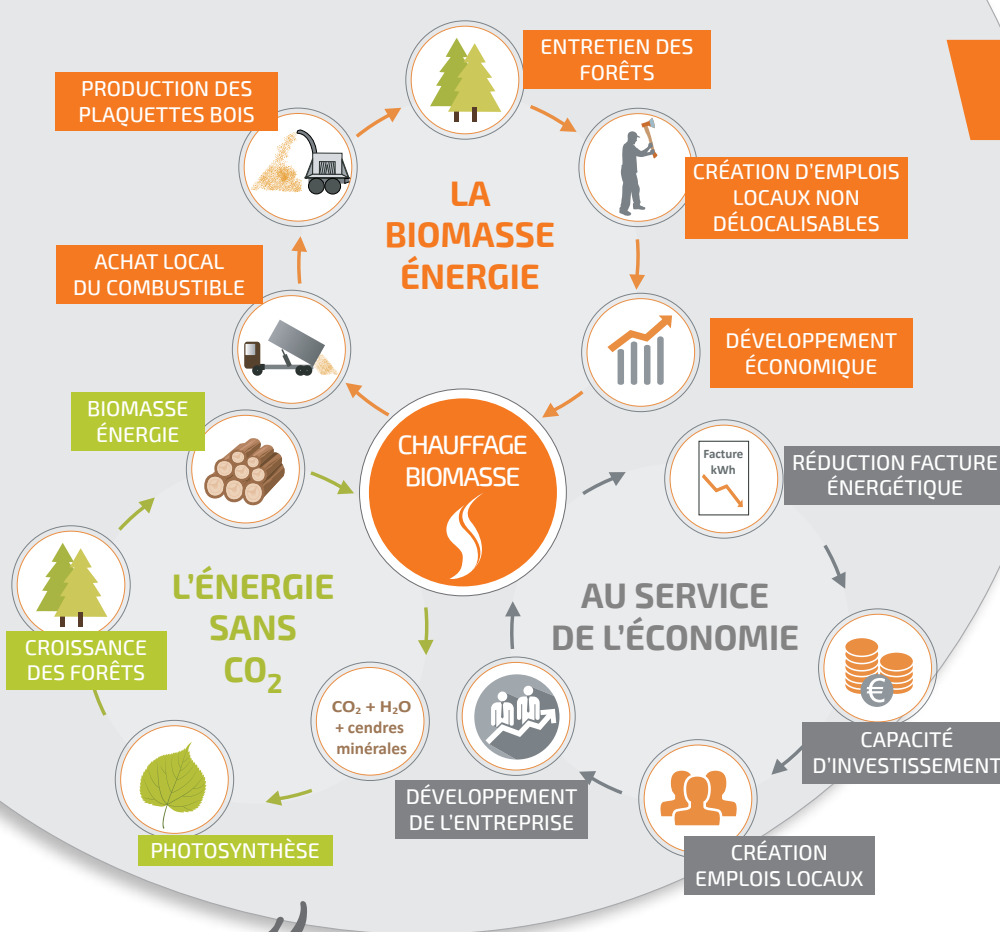 ENTRETIEN DES
FORÊTS
PRODUCTION DES
PLAQUETTES BOIS
CRÉATION D'EMPLOIS
LOCAUX NON
DÉLOCALISABLES
LA
BIOMASSE
ÉNERGIE
ACHAT LOCAL
DU COMBUSTIBLE
DÉVELOPPEMENT
ÉCONOMIQUE
BIOMASSE
ÉNERGIE
CHAUFFAGE
BIOMASSE
Facture
kWh
RÉDUCTION FACTURE
ÉNERGÉTIQUE
L'ÉNERGIE
SANS
CO₂
AU SERVICE
DE L'ÉCONOMIE
CROISSANCE
DES FORÊTS
CO₂ + H₂O
+ cendres
minérales
€
CAPACITÉ
D'INVESTISSEMENT
DÉVELOPPEMENT
DE L'ENTREPRISE
PHOTOSYNTHÈSE
CRÉATION
EMPLOIS LOCAUX